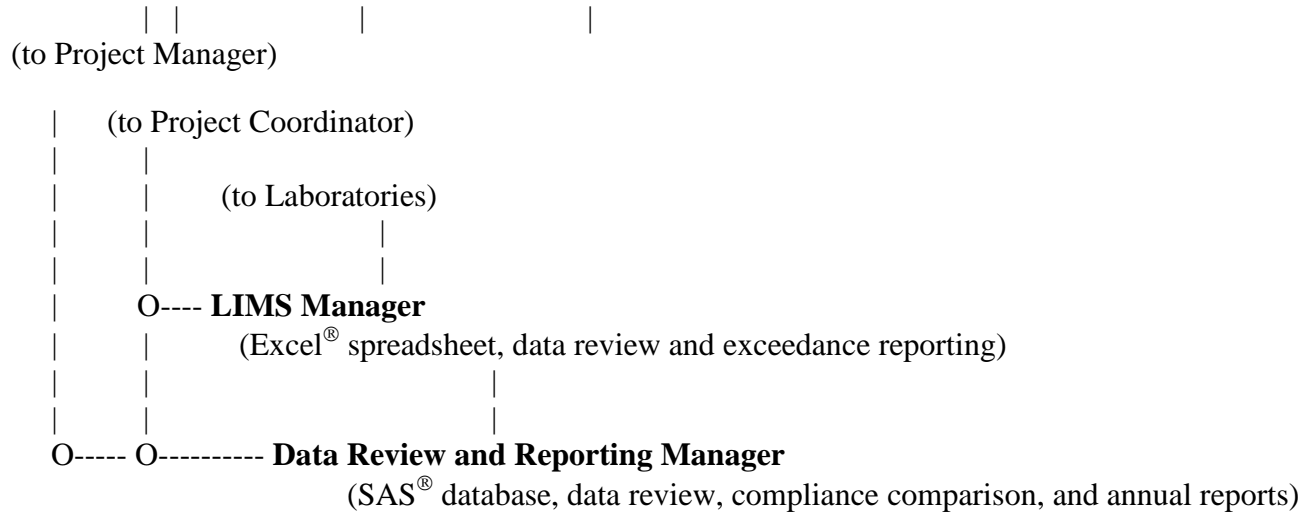 (to Project Manager)
(to Project Coordinator)
(to Laboratories)
O---- LIMS Manager
(Excel® spreadsheet, data review and exceedance reporting)
O----- O---------- Data Review and Reporting Manager
(SAS® database, data review, compliance comparison, and annual reports)